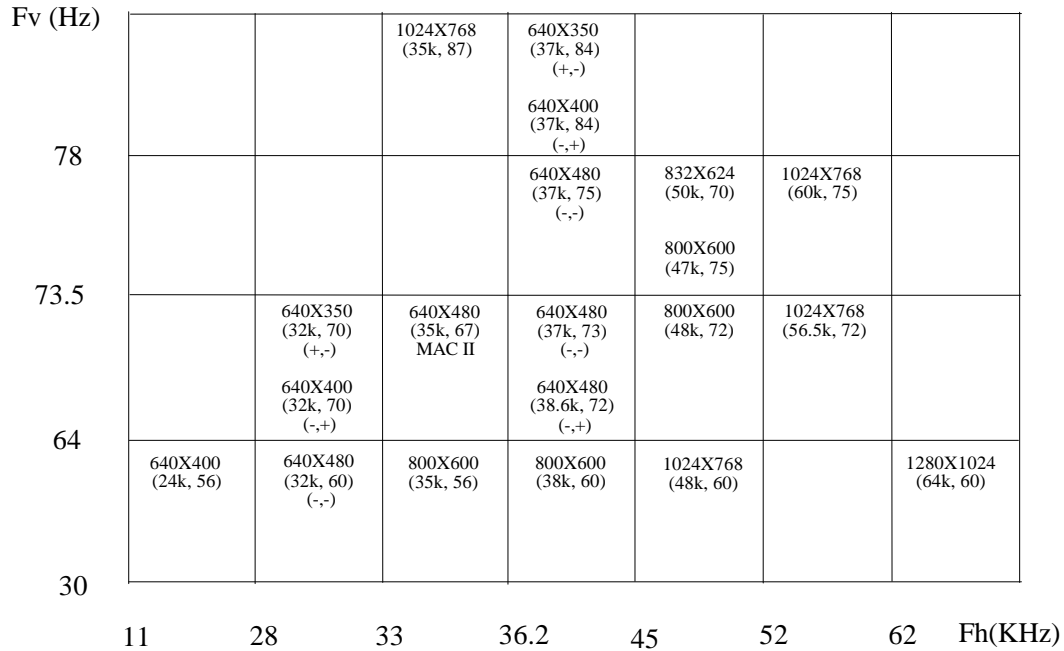 Fv (Hz)
1024X768
(35k, 87)
640X350
(37k, 84)
(+,-)
640X400
(37k, 84)
(-,+)
78
640X480
(37k, 75)
(-,-)
832X624
(50k, 70)
800X600
(47k, 75)
1024X768
(60k, 75)
73.5
640X350
(32k, 70)
(+,-)
640X400
(32k, 70)
(-,+)
640X480
(35k, 67)
MAC II
640X480
(37k, 73)
(-,-)
640X480
(38.6k, 72)
(-,+)
800X600
(48k, 72)
1024X768
(56.5k, 72)
64
640X400
(24k, 56)
640X480
(32k, 60)
(-,-)
800X600
(35k, 56)
800X600
(38k, 60)
1024X768
(48k, 60)
1280X1024
(64k, 60)
30
11 28 33 36.2 45 52 62 Fh(KHz)